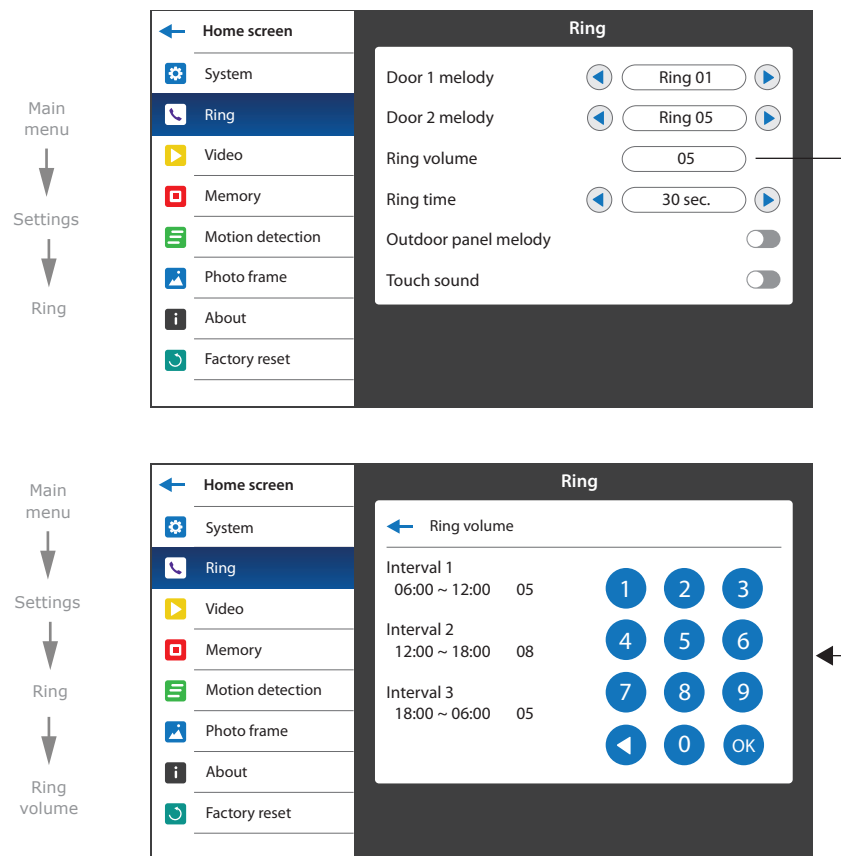 Main
menu
Settings
Ring
Home screen
System
Ring
Video
Memory
Motion detection
Photo frame
About
Factory reset
Ring
Door 1 melody Ring 01
Door 2 melody Ring 05
Ring volume 05
Ring time 30 sec.
Outdoor panel melody
Touch sound
Main
menu
Settings
Ring
Ring
volume
Home screen
System
Ring
Video
Memory
Motion detection
Photo frame
About
Factory reset
Ring
Ring volume
Interval 1
06:00 ~ 12:00 05
Interval 2
12:00 ~ 18:00 08
Interval 3
18:00 ~ 06:00 05
1 2 3
4 5 6
7 8 9
0 OK